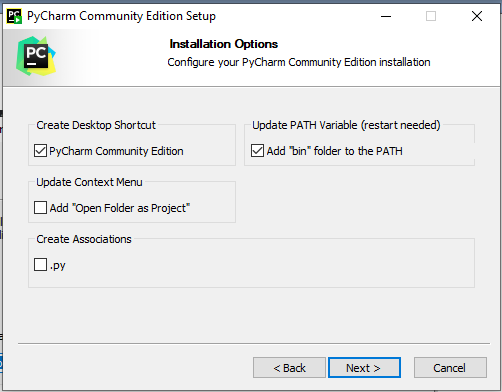 PyCharm Community Edition Setup
PC
PC
Installation Options
Configure your PyCharm Community Edition installation
Create Desktop Shortcut
PyCharm Community Edition
Update PATH Variable (restart needed)
Add "bin" folder to the PATH
Update Context Menu
Add "Open Folder as Project"
Create Associations
.py
< Back
Next >
Cancel